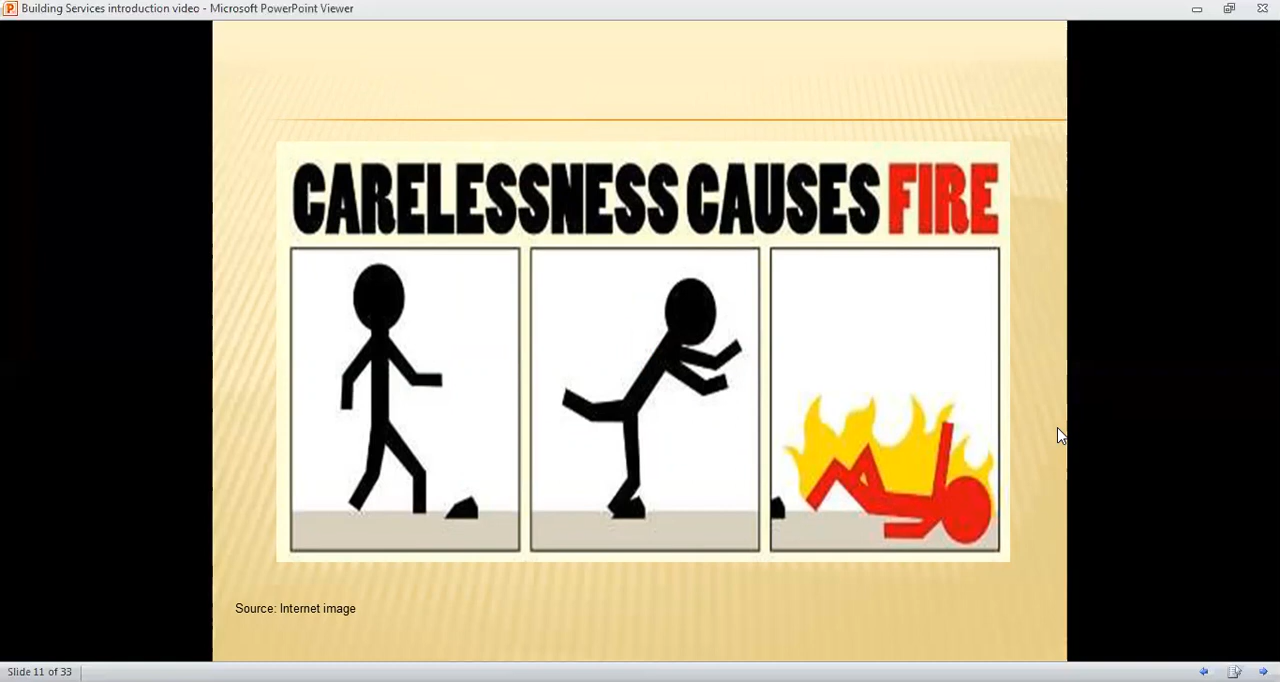 Building Services introduction video - Microsoft PowerPoint Viewer
CARELESSNESS CAUSES FIRE
Source: Internet image
Slide 11 of 33